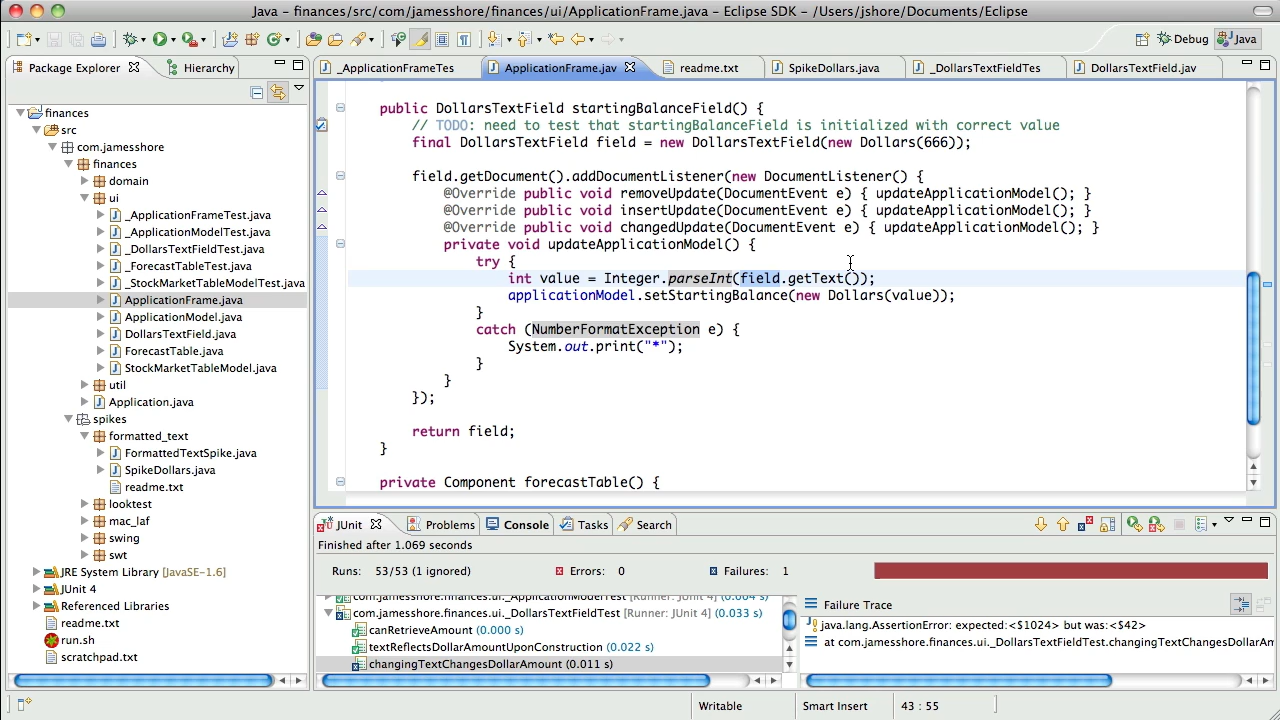 Java – finances/src/com/jamesshore/finances/ui/ApplicationFrame.java – Eclipse SDK – /Users/jshore/Documents/Eclipse
Debug
Java
Package Explorer
Hierarchy
finances
src
com.jamesshore
finances
domain
ui
_ApplicationFrameTest.java
_ApplicationModelTest.java
_DollarsTextFieldTest.java
_ForecastTableTest.java
_StockMarketTableModelTest.java
ApplicationFrame.java
ApplicationModel.java
DollarsTextField.java
ForecastTable.java
StockMarketTableModel.java
util
Application.java
spikes
formatted_text
FormattedTextSpike.java
SpikeDollars.java
readme.txt
looktest
mac_laf
swing
swt
JRE System Library [JavaSE-1.6]
JUnit 4
Referenced Libraries
readme.txt
run.sh
scratchpad.txt
_ApplicationFrameTes
ApplicationFrame.jav
readme.txt
SpikeDollars.java
_DollarsTextFieldTes
DollarsTextField.jav
public DollarsTextField startingBalanceField() {
// TODO: need to test that startingBalanceField is initialized with correct value
final DollarsTextField field = new DollarsTextField(new Dollars(666));
field.getDocument().addDocumentListener(new DocumentListener() {
@Override public void removeUpdate(DocumentEvent e) { updateApplicationModel(); }
@Override public void insertUpdate(DocumentEvent e) { updateApplicationModel(); }
@Override public void changedUpdate(DocumentEvent e) { updateApplicationModel(); }
private void updateApplicationModel() {
try {
int value = Integer.parseInt(field.getText());
applicationModel.setStartingBalance(new Dollars(value));
}
catch (NumberFormatException e) {
System.out.print("*");
}
}
});
return field;
}
private Component forecastTable() {
JUnit
Problems
Console
Tasks
Search
Finished after 1.069 seconds
Runs: 53/53 (1 ignored)
Errors: 0
Failures: 1
com.jamesshore.finances.ui._ApplicationModelTest [Runner: JUnit 4] (0.004 s)
com.jamesshore.finances.ui._DollarsTextFieldTest [Runner: JUnit 4] (0.033 s)
canRetrieveAmount (0.000 s)
textReflectsDollarAmountUponConstruction (0.022 s)
changingTextChangesDollarAmount (0.011 s)
Failure Trace
java.lang.AssertionError: expected:<$1024> but was:<$42>
at com.jamesshore.finances.ui._DollarsTextFieldTest.changingTextChangesDollarAm
Writable
Smart Insert
43 : 55